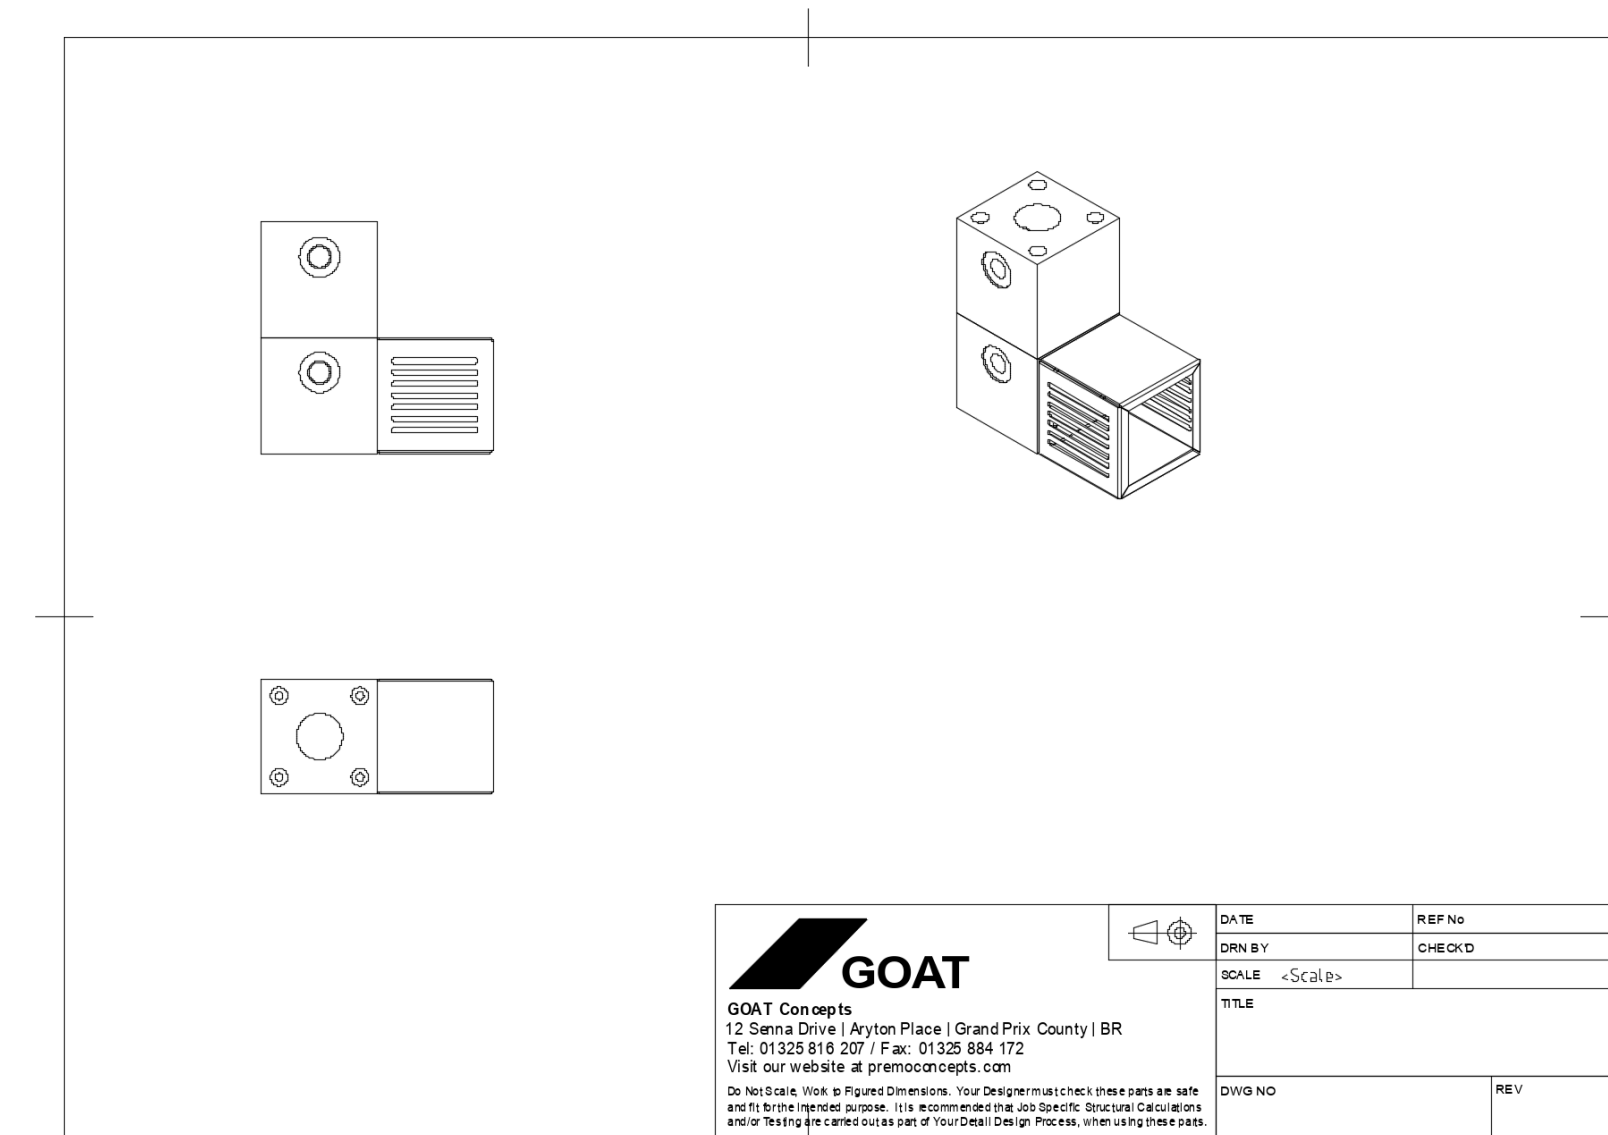 GOAT
GOAT Concepts
12 Senna Drive | Aryton Place | Grand Prix County | BR
Tel: 01325 816 207 / Fax: 01325 884 172
Visit our website at premoconcepts.com
Do Not Scale, Work to Figured Dimensions. Your Designer must check these parts are safe
and fit for the Intended purpose. It is recommended that Job Specific Structural Calculations
and/or Testing are carried out as part of Your Detail Design Process, when using these parts.
DATE
REF No
DRN BY
CHECK'D
SCALE <Scale>
TITLE
DWG NO
REV